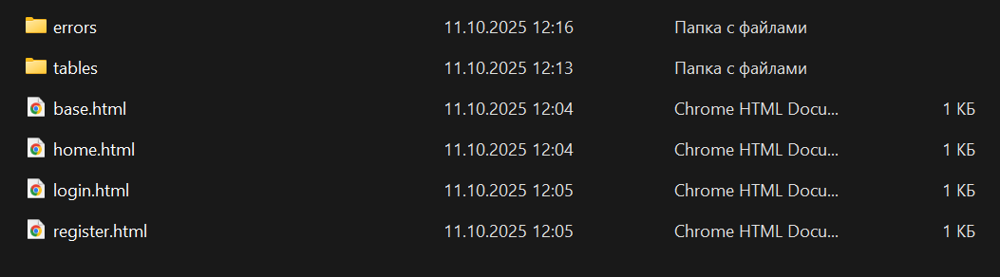 errors 11.10.2025 12:16 Папка с файлами
tables 11.10.2025 12:13 Папка с файлами
base.html 11.10.2025 12:04 Chrome HTML Docu... 1 КБ
home.html 11.10.2025 12:04 Chrome HTML Docu... 1 КБ
login.html 11.10.2025 12:05 Chrome HTML Docu... 1 КБ
register.html 11.10.2025 12:05 Chrome HTML Docu... 1 КБ